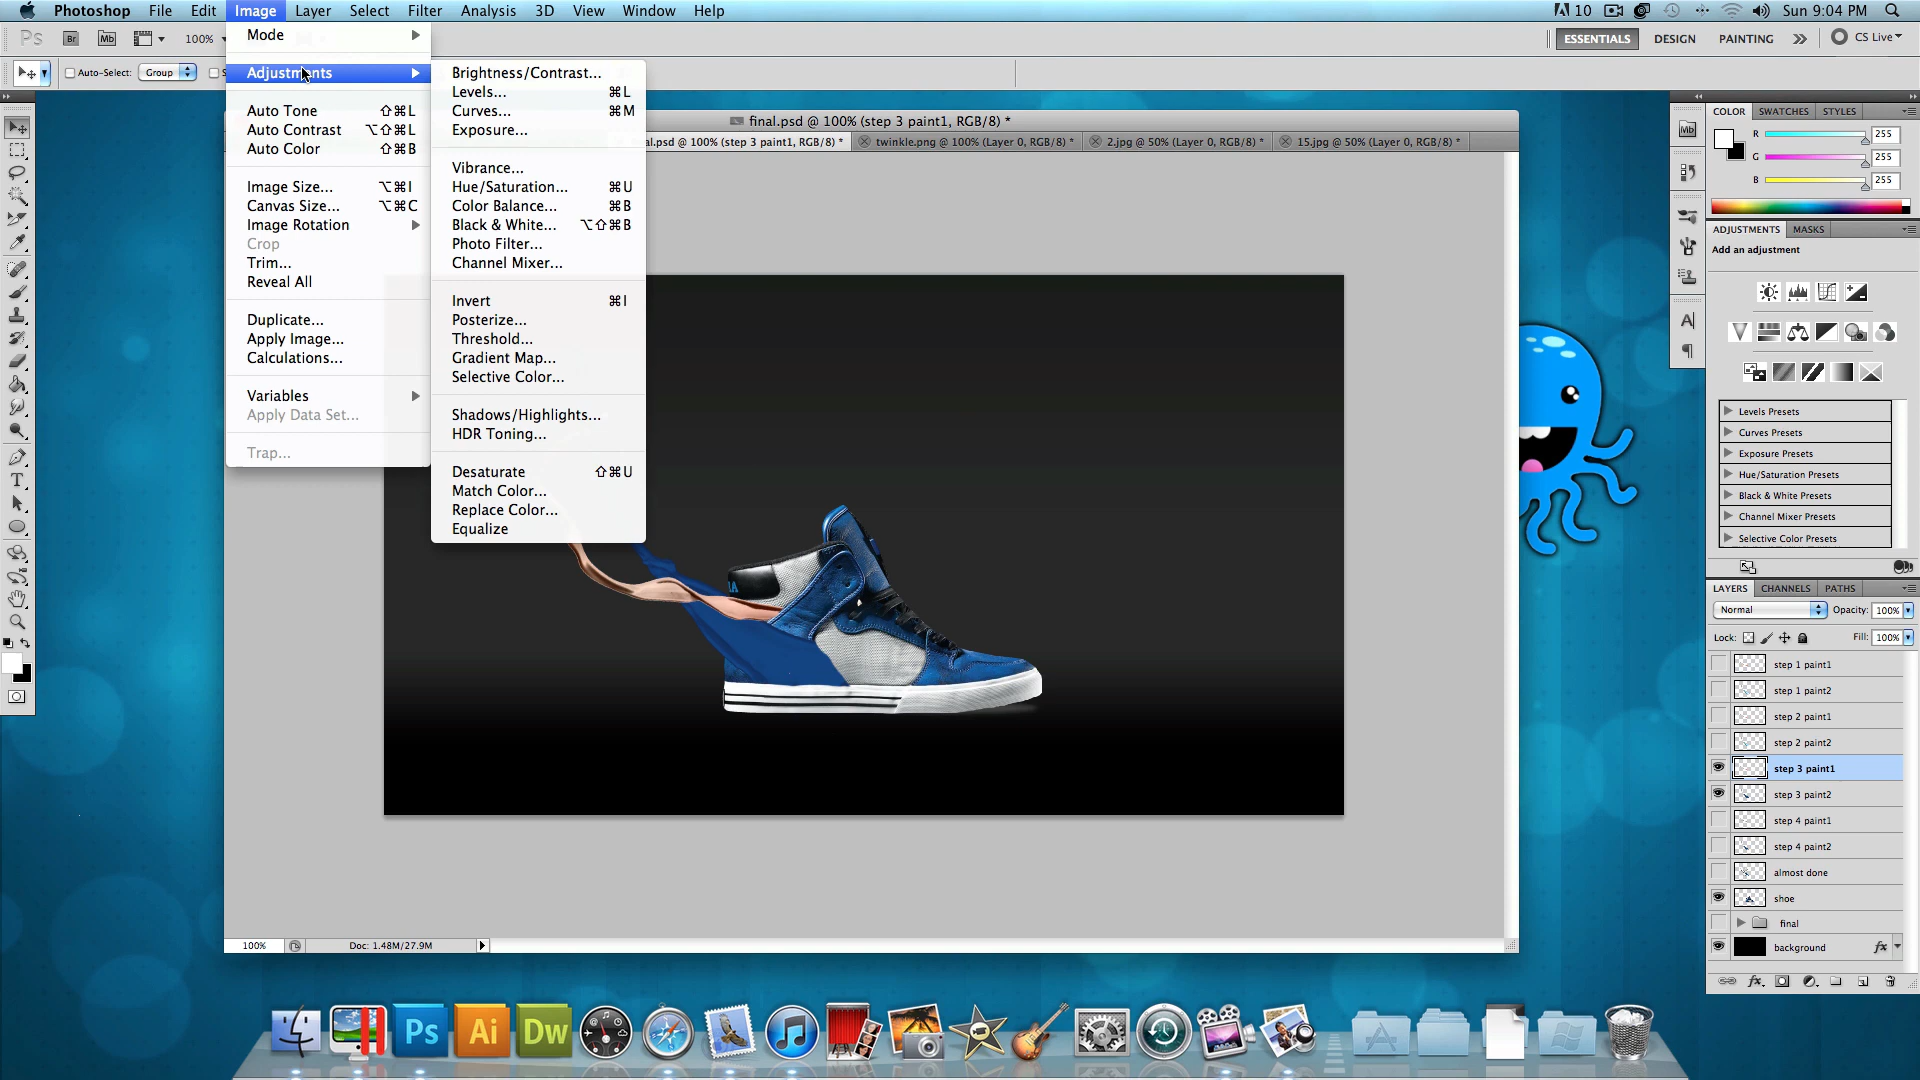 Photoshop File Edit Image Layer Select Filter Analysis 3D View Window Help 10 Sun 9:04 PM
Ps Br Mb 100% ESSENTIALS DESIGN PAINTING CS Live
Auto-Select: Group
Mode
Adjustments
Auto Tone ⇧⌘L
Auto Contrast ⌥⇧⌘L
Auto Color ⇧⌘B
Image Size... ⌥⌘I
Canvas Size... ⌥⌘C
Image Rotation
Crop
Trim...
Reveal All
Duplicate...
Apply Image...
Calculations...
Variables
Apply Data Set...
Trap...
Brightness/Contrast...
Levels... ⌘L
Curves... ⌘M
Exposure...
Vibrance...
Hue/Saturation... ⌘U
Color Balance... ⌘B
Black & White... ⌥⇧⌘B
Photo Filter...
Channel Mixer...
Invert ⌘I
Posterize...
Threshold...
Gradient Map...
Selective Color...
Shadows/Highlights...
HDR Toning...
Desaturate ⇧⌘U
Match Color...
Replace Color...
Equalize
final.psd @ 100% (step 3 paint1, RGB/8) *
al.psd @ 100% (step 3 paint1, RGB/8) * twinkle.png @ 100% (Layer 0, RGB/8) * 2.jpg @ 50% (Layer 0, RGB/8) * 15.jpg @ 50% (Layer 0, RGB/8) *
100% Doc: 1.48M/27.9M
Mb
COLOR SWATCHES STYLES
R 255
G 255
B 255
ADJUSTMENTS MASKS
Add an adjustment
Levels Presets
Curves Presets
Exposure Presets
Hue/Saturation Presets
Black & White Presets
Channel Mixer Presets
Selective Color Presets
LAYERS CHANNELS PATHS
Normal Opacity: 100%
Lock: Fill: 100%
step 1 paint1
step 1 paint2
step 2 paint1
step 2 paint2
step 3 paint1
step 3 paint2
step 4 paint1
step 4 paint2
almost done
shoe
final
background fx
fx
Ps Ai Dw